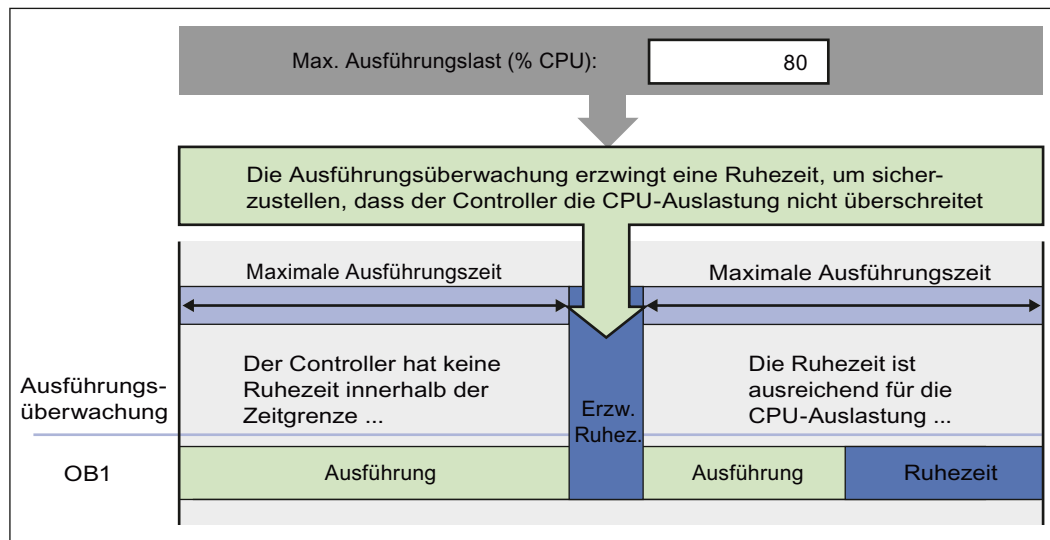 Max. Ausführungslast (% CPU): 80
Die Ausführungsüberwachung erzwingt eine Ruhezeit, um sicher-
zustellen, dass der Controller die CPU-Auslastung nicht überschreitet
Maximale Ausführungszeit
Maximale Ausführungszeit
Der Controller hat keine
Ruhezeit innerhalb der
Zeitgrenze ...
Die Ruhezeit ist
ausreichend für die
CPU-Auslastung ...
Ausführungs-
überwachung
Erzw.
Ruhez.
OB1
Ausführung
Ausführung
Ruhezeit